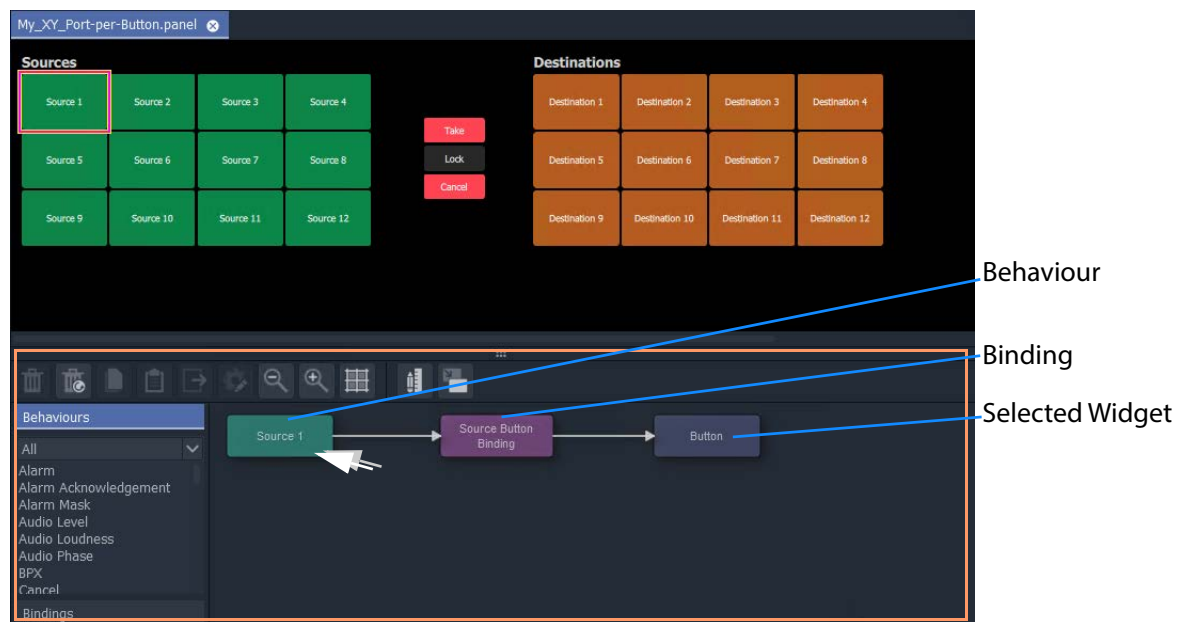 My_XY_Port-per-Button.panel
Sources
Destinations
Source 1 Source 2 Source 3 Source 4
Destination 1 Destination 2 Destination 3 Destination 4
Take
Source 5 Source 6 Source 7 Source 8
Lock
Destination 5 Destination 6 Destination 7 Destination 8
Cancel
Source 9 Source 10 Source 11 Source 12
Destination 9 Destination 10 Destination 11 Destination 12
Behaviour
Binding
Selected Widget
Behaviours
All
Alarm
Alarm Acknowledgement
Alarm Mask
Audio Level
Audio Loudness
Audio Phase
BPX
Cancel
Bindings
Source 1
Source Button
Binding
Button